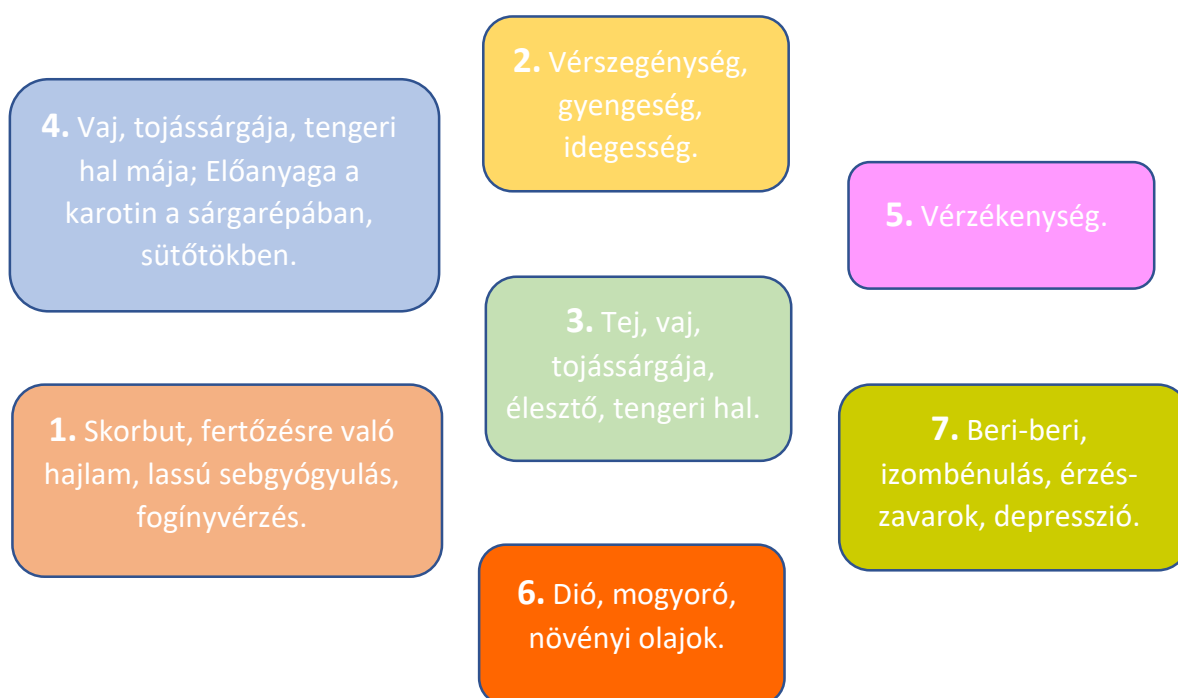 2. Vérszegénység,
gyengeség,
idegesség.
4. Vaj, tojássárgája, tengeri
hal mája; Előanyaga a
karotin a sárgarépában,
sütőtökben.
5. Vérzékenység.
3. Tej, vaj,
tojássárgája,
élesztő, tengeri hal.
1. Skorbut, fertőzésre való
hajlam, lassú sebgyógyulás,
fogínyvérzés.
7. Beri-beri,
izombénulás, érzés-
zavarok, depresszió.
6. Dió, mogyoró,
növényi olajok.